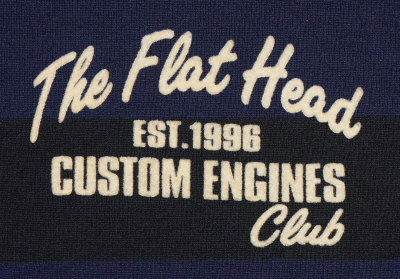 The Flat Head
EST.1996
CUSTOM ENGINES
Club